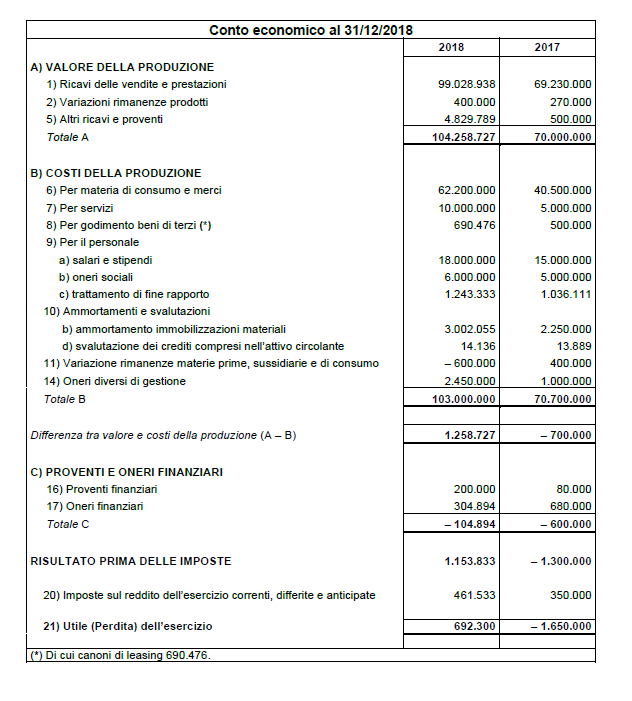 Conto economico al 31/12/2018
2018 2017
A) VALORE DELLA PRODUZIONE
1) Ricavi delle vendite e prestazioni 99.028.938 69.230.000
2) Variazioni rimanenze prodotti 400.000 270.000
5) Altri ricavi e proventi 4.829.789 500.000
Totale A 104.258.727 70.000.000
B) COSTI DELLA PRODUZIONE
6) Per materia di consumo e merci 62.200.000 40.500.000
7) Per servizi 10.000.000 5.000.000
8) Per godimento beni di terzi (*) 690.476 500.000
9) Per il personale
a) salari e stipendi 18.000.000 15.000.000
b) oneri sociali 6.000.000 5.000.000
c) trattamento di fine rapporto 1.243.333 1.036.111
10) Ammortamenti e svalutazioni
b) ammortamento immobilizzazioni materiali 3.002.055 2.250.000
d) svalutazione dei crediti compresi nell'attivo circolante 14.136 13.889
11) Variazione rimanenze materie prime, sussidiarie e di consumo – 600.000 400.000
14) Oneri diversi di gestione 2.450.000 1.000.000
Totale B 103.000.000 70.700.000
Differenza tra valore e costi della produzione (A – B) 1.258.727 – 700.000
C) PROVENTI E ONERI FINANZIARI
16) Proventi finanziari 200.000 80.000
17) Oneri finanziari 304.894 680.000
Totale C – 104.894 – 600.000
RISULTATO PRIMA DELLE IMPOSTE 1.153.833 – 1.300.000
20) Imposte sul reddito dell'esercizio correnti, differite e anticipate 461.533 350.000
21) Utile (Perdita) dell'esercizio 692.300 – 1.650.000
(*) Di cui canoni di leasing 690.476.